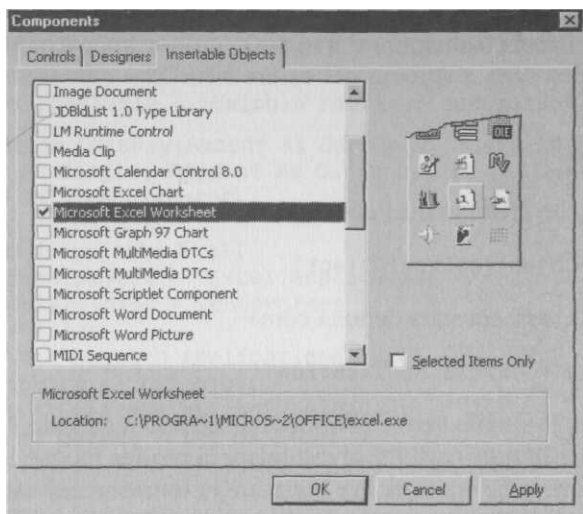 Components
Controls
Designers
Insertable Objects
Image Document
JDBldList 1.0 Type Library
LM Runtime Control
Media Clip
Microsoft Calendar Control 8.0
Microsoft Excel Chart
Microsoft Excel Worksheet
Microsoft Graph 97 Chart
Microsoft MultiMedia DTCs
Microsoft MultiMedia DTCs
Microsoft Scriptlet Component
Microsoft Word Document
Microsoft Word Picture
MIDI Sequence
OLE
Selected Items Only
Microsoft Excel Worksheet
Location: C:\PROGRA~1\MICROS~2\OFFICE\excel.exe
OK
Cancel
Apply